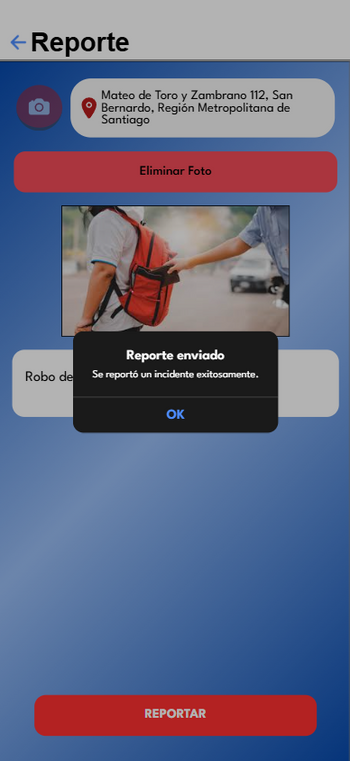 Reporte
Mateo de Toro y Zambrano 112, San
Bernardo, Región Metropolitana de
Santiago
Eliminar Foto
Reporte enviado
Se reportó un incidente exitosamente.
Robo de
OK
REPORTAR